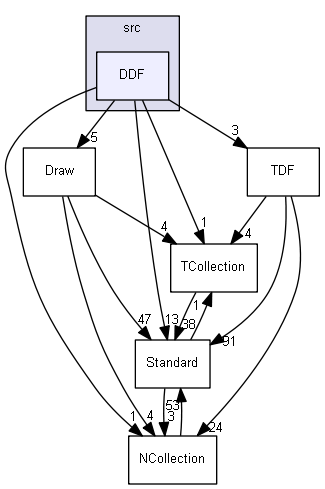 src
DDF
3
5
Draw
TDF
4
1
4
TCollection
1
47
13
38
91
Standard
53
1
4
3
24
NCollection